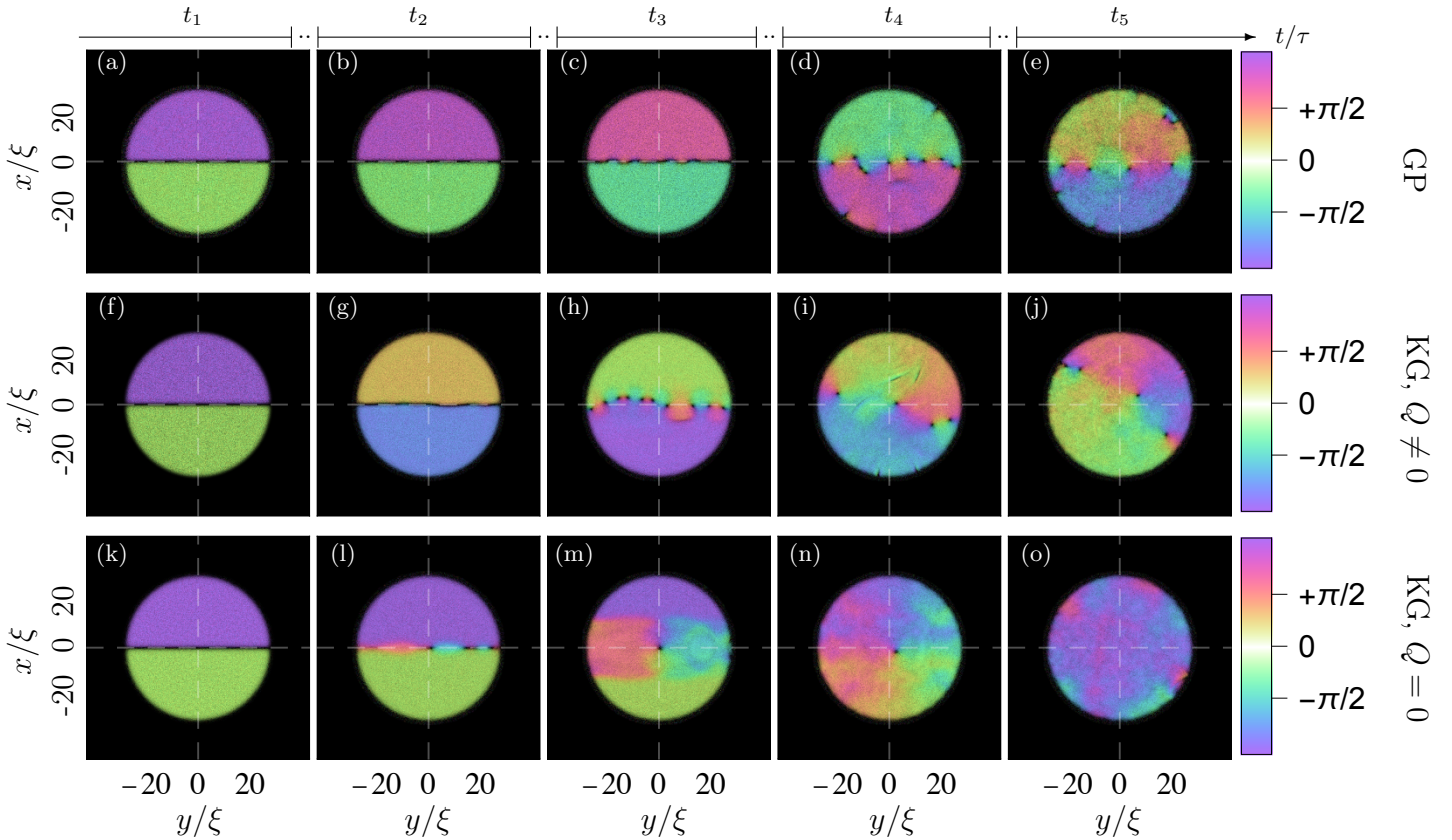 t₁ t₂ t₃ t₄ t₅
t/τ
(a) (b) (c) (d) (e)
x/ξ
20
0
-20
+π/2
0
−π/2
GP
(f) (g) (h) (i) (j)
x/ξ
20
0
-20
+π/2
0
−π/2
KG, Q ≠ 0
(k) (l) (m) (n) (o)
x/ξ
20
0
-20
+π/2
0
−π/2
KG, Q = 0
−20 0 20 −20 0 20 −20 0 20 −20 0 20 −20 0 20
y/ξ y/ξ y/ξ y/ξ y/ξ